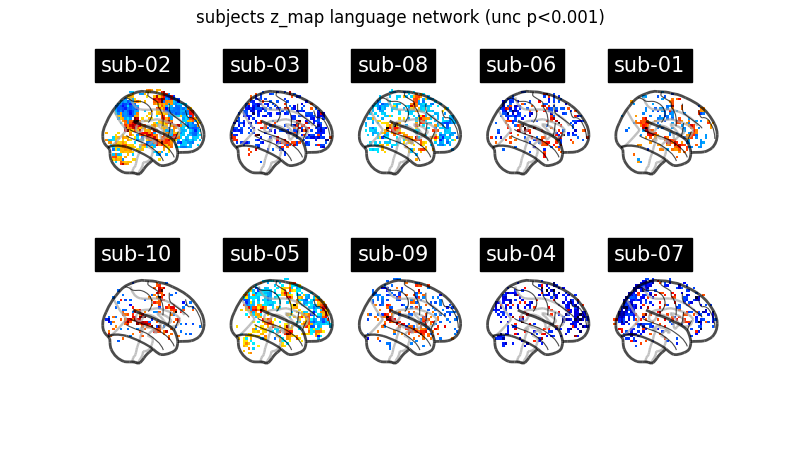 subjects z_map language network (unc p<0.001)
sub-02
sub-03
sub-08
sub-06
sub-01
sub-10
sub-05
sub-09
sub-04
sub-07